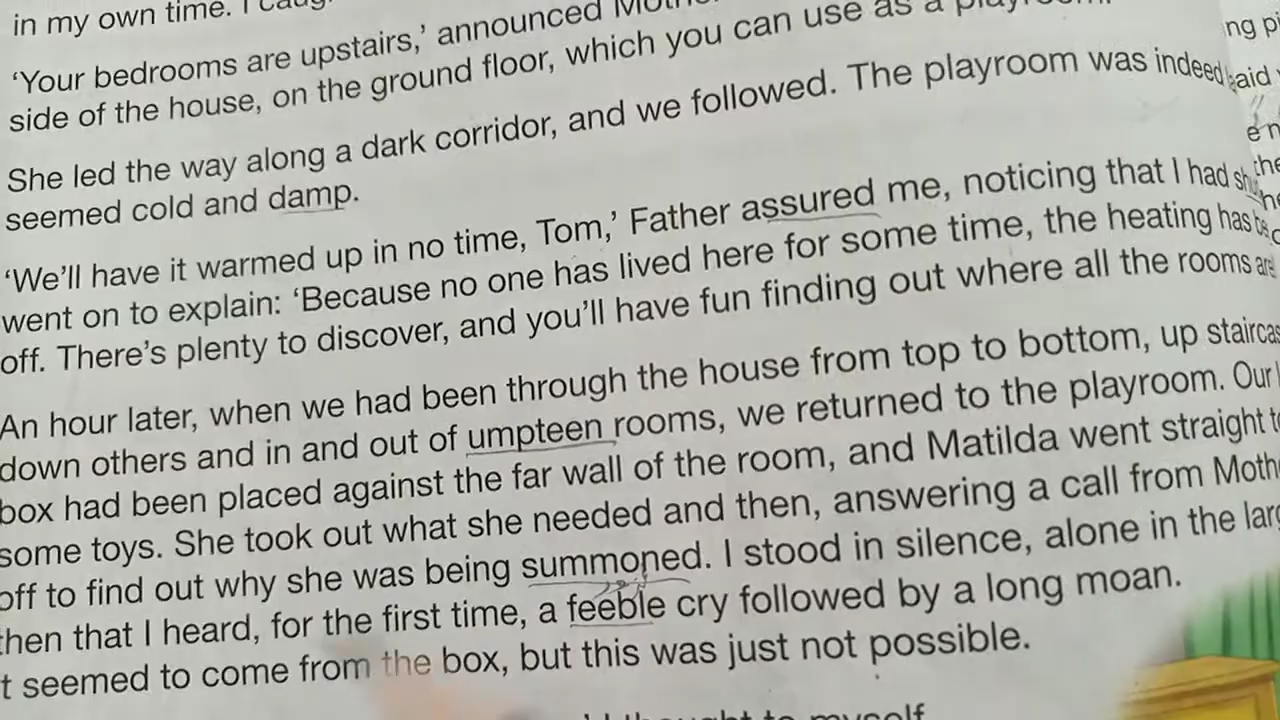 in my own time. I
'Your bedrooms are upstairs,' announced
side of the house, on the ground floor, which you can use as a
She led the way along a dark corridor, and we followed. The playroom was indeed
seemed cold and damp.
'We'll have it warmed up in no time, Tom,' Father assured me, noticing that I had
went on to explain: 'Because no one has lived here for some time, the heating has
off. There's plenty to discover, and you'll have fun finding out where all the rooms are
An hour later, when we had been through the house from top to bottom, up
down others and in and out of umpteen rooms, we returned to the playroom. Our
box had been placed against the far wall of the room, and Matilda went straight
some toys. She took out what she needed and then, answering a call from
off to find out why she was being summoned. I stood in silence, alone in the
then that I heard, for the first time, a feeble cry followed by a long moan.
t seemed to come from the box, but this was just not possible.
myself